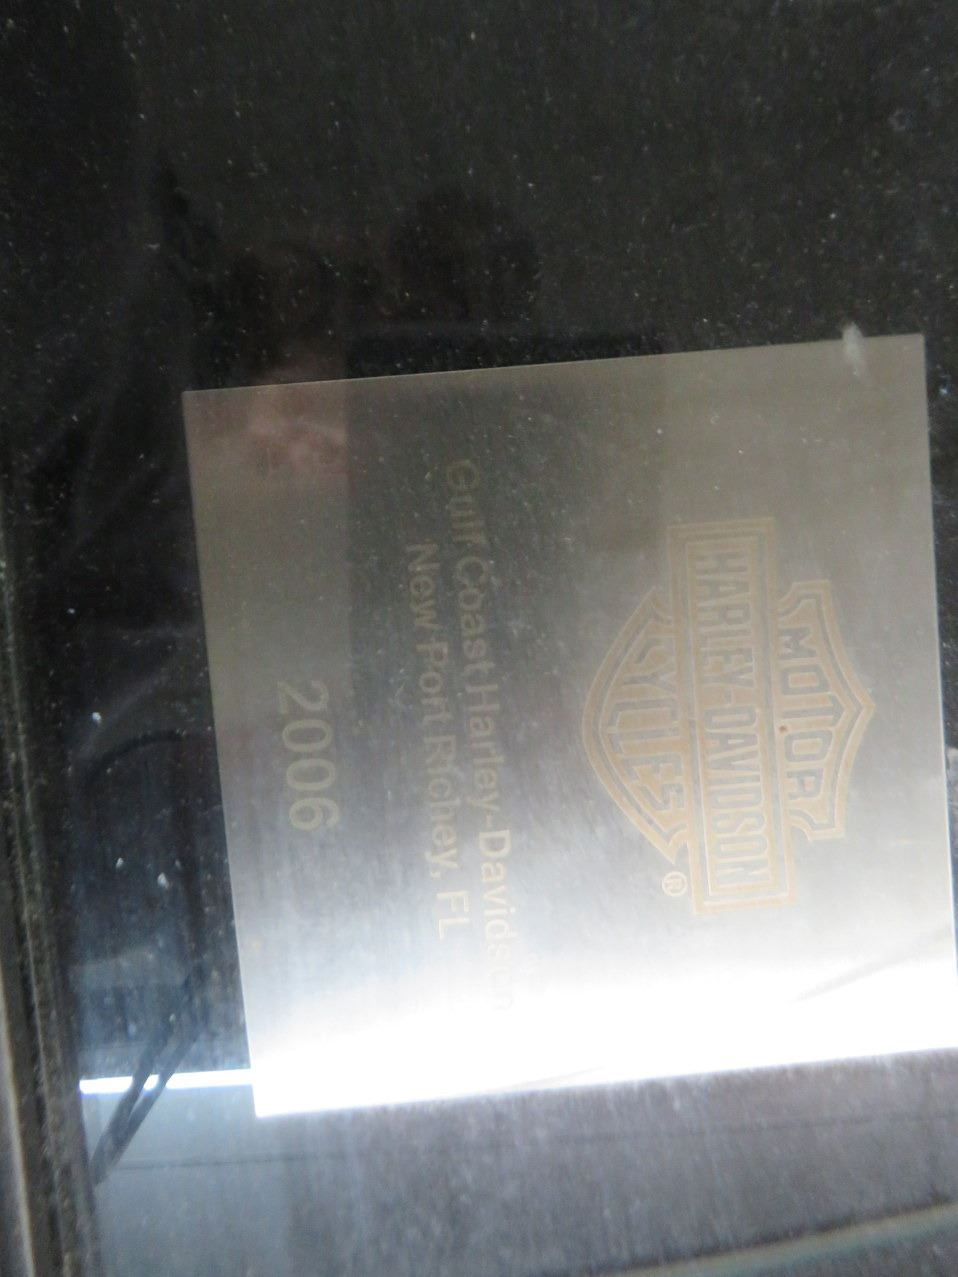 MOTOR
HARLEY-DAVIDSON
CYCLES
®
Gulf Coast Harley-Davidson
New Port Richey, FL
2006